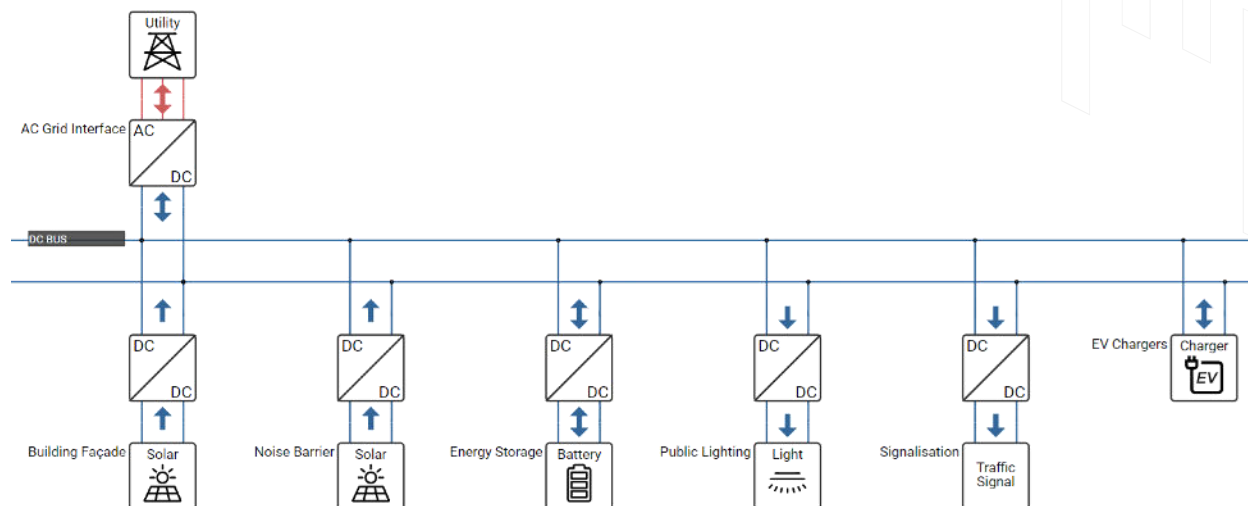 Utility
AC Grid Interface
AC
DC
DC BUS
DC
DC
DC
DC
DC
DC
DC
DC
DC
DC
EV Chargers
Charger
EV
Building Façade
Solar
Noise Barrier
Solar
Energy Storage
Battery
Public Lighting
Light
Signalisation
Traffic
Signal